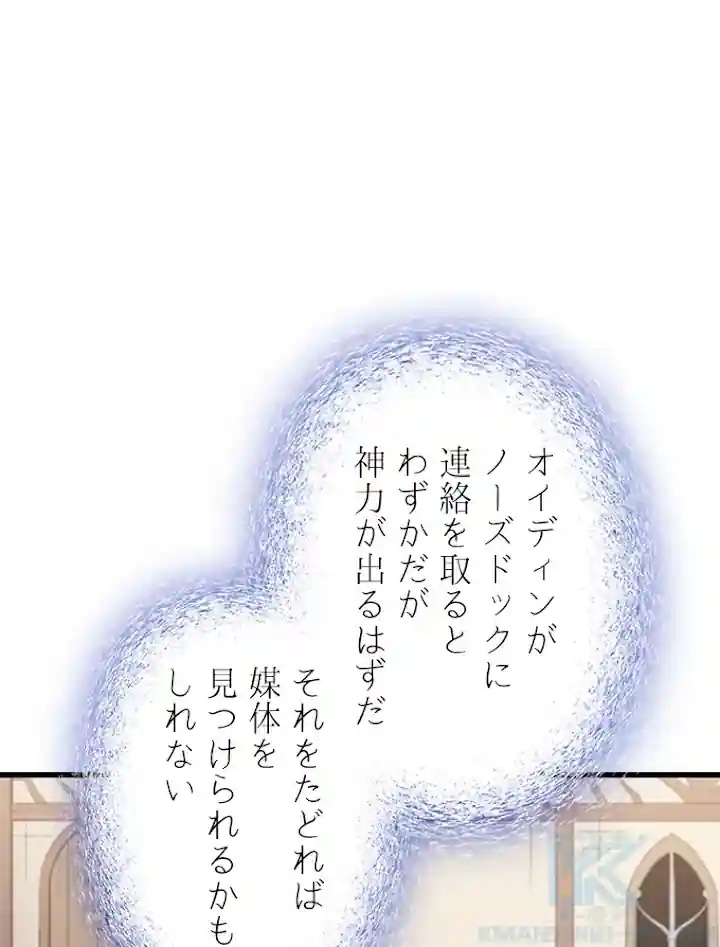 オイディンが
ノーズドックに
連絡を取ると
わずかだが
神力が出るはずだ
それをたどれば
媒体を
見つけられるかも
しれない